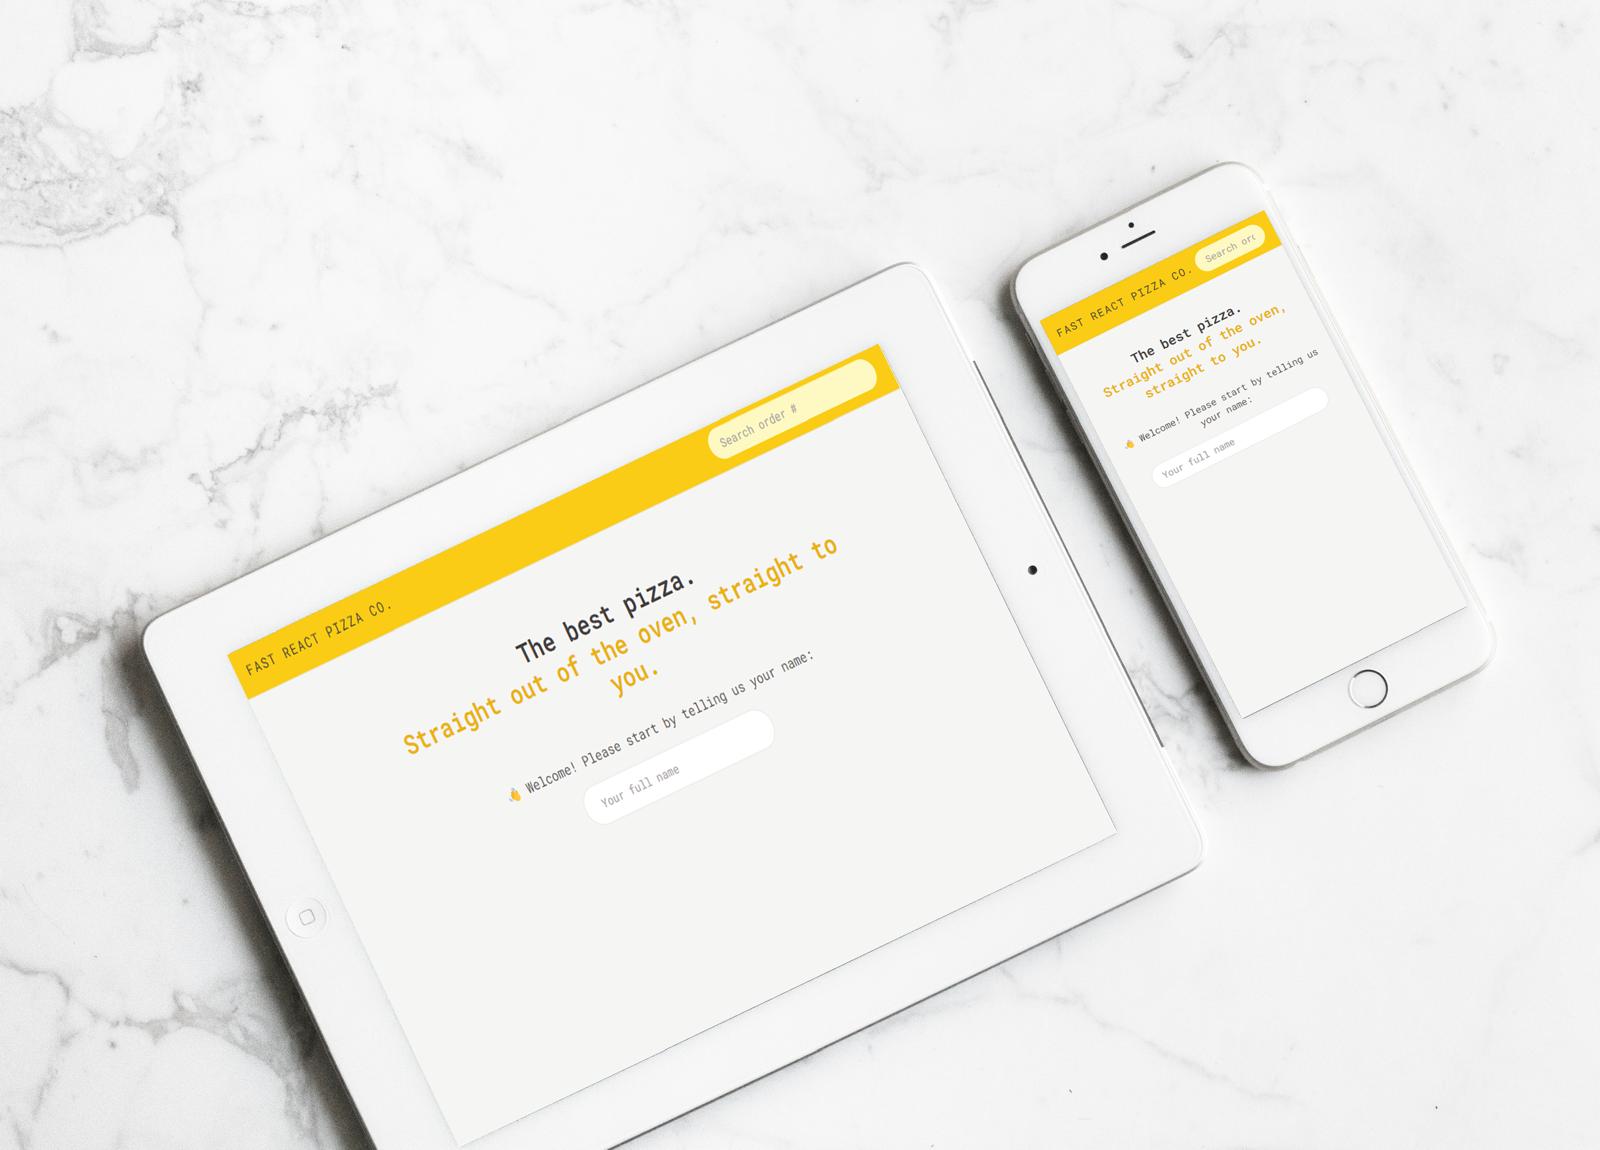 FAST REACT PIZZA CO.
Search order #
The best pizza.
Straight out of the oven, straight to
you.
👋 Welcome! Please start by telling us your name:
Your full name
FAST REACT PIZZA CO.
Search ord
The best pizza.
Straight out of the oven,
straight to you.
👋 Welcome! Please start by telling us
your name:
Your full name